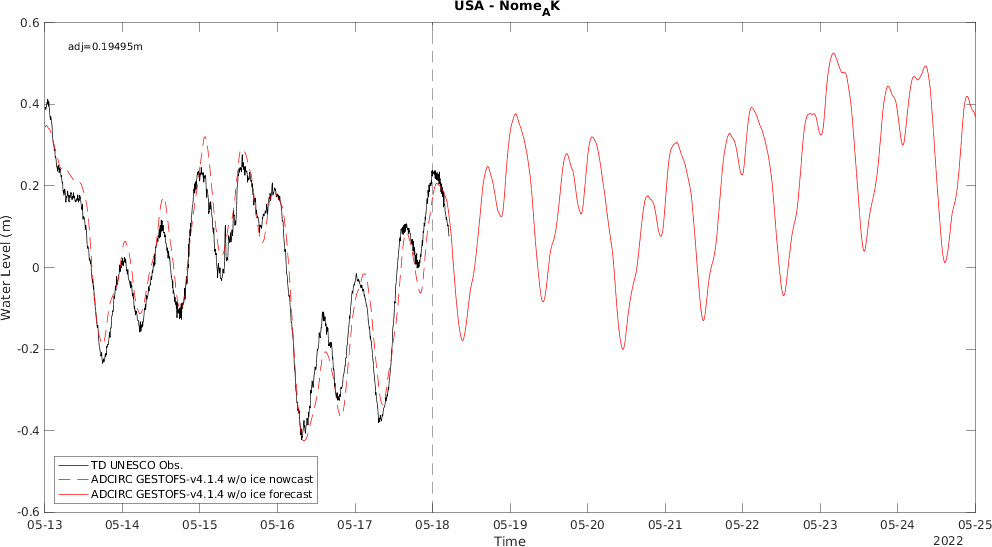 USA - Nome_AK
adj=0.19495m
0.6
0.4
0.2
0
-0.2
-0.4
-0.6
Water Level (m)
TD UNESCO Obs.
ADCIRC GESTOFS-v4.1.4 w/o ice nowcast
ADCIRC GESTOFS-v4.1.4 w/o ice forecast
05-13 05-14 05-15 05-16 05-17 05-18 05-19 05-20 05-21 05-22 05-23 05-24 05-25
Time
2022